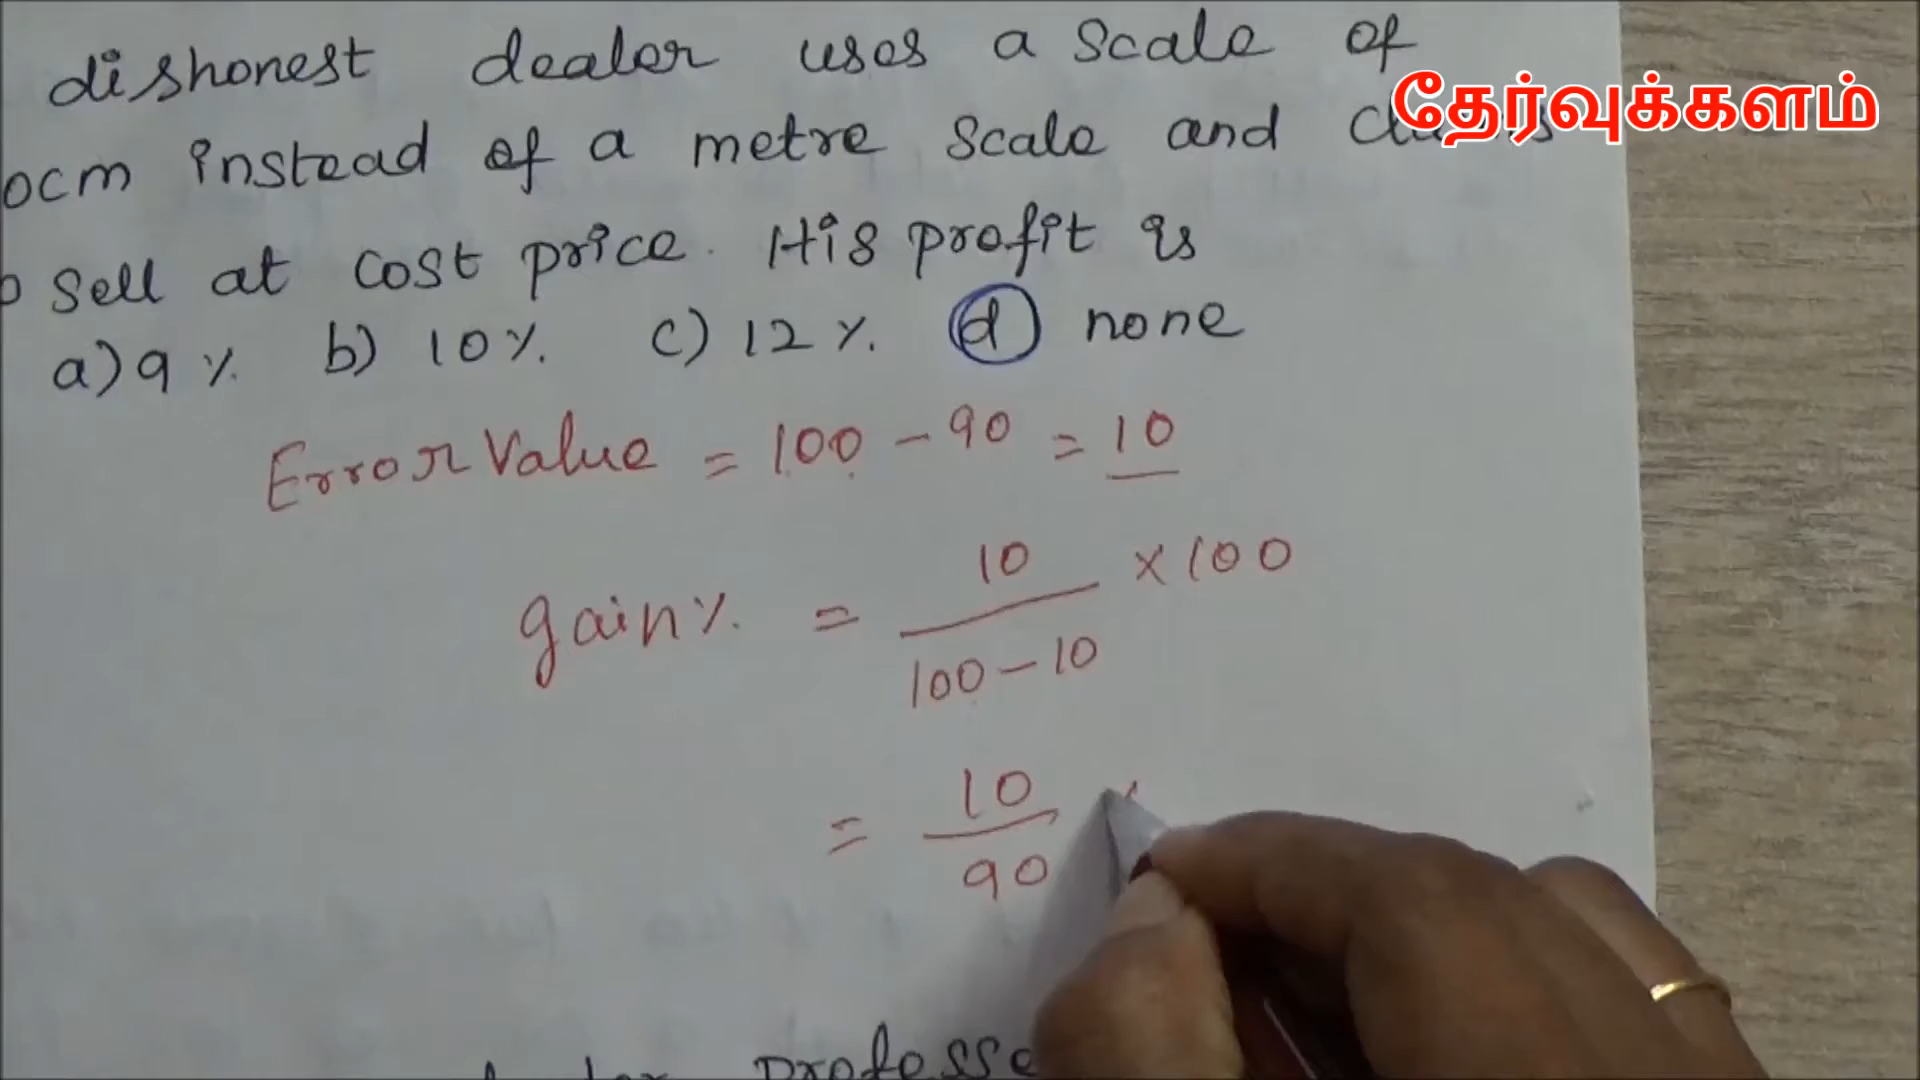 dishonest dealer uses a scale of
தேர்வுக்களம்
ocm instead of a metre scale and
sell at cost price. His profit is
a) 9% b) 10%. c) 12%. d) none
Error Value = 100 - 90 = 10
gain% = 10 / 100 - 10 × 100
= 10 / 90